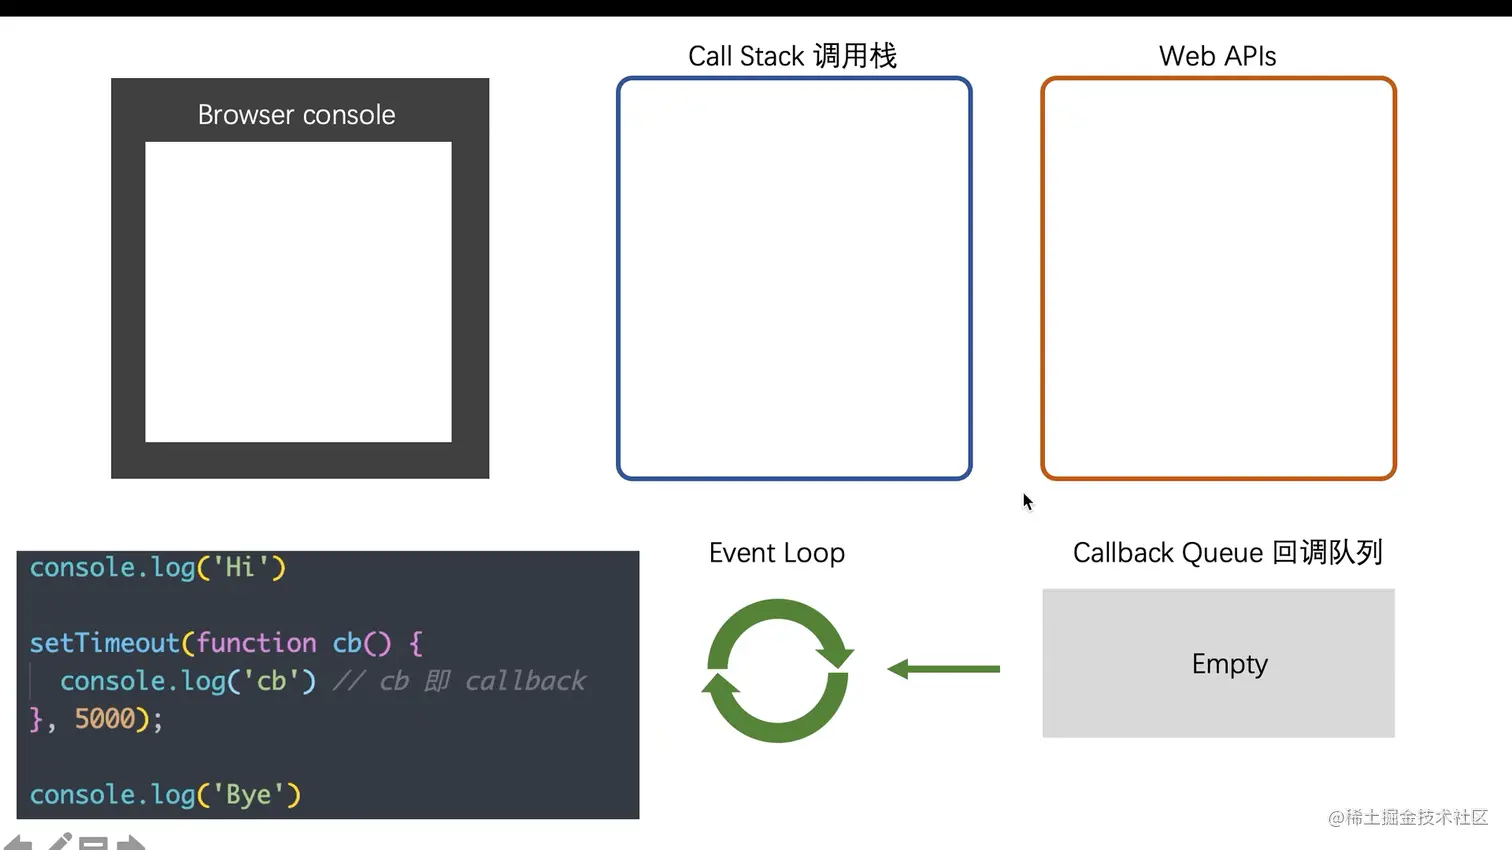 Call Stack 调用栈
Web APIs
Browser console
console.log('Hi')
setTimeout(function cb() {
console.log('cb') // cb 即 callback
}, 5000);
console.log('Bye')
Event Loop
Callback Queue 回调队列
Empty
@稀土掘金技术社区